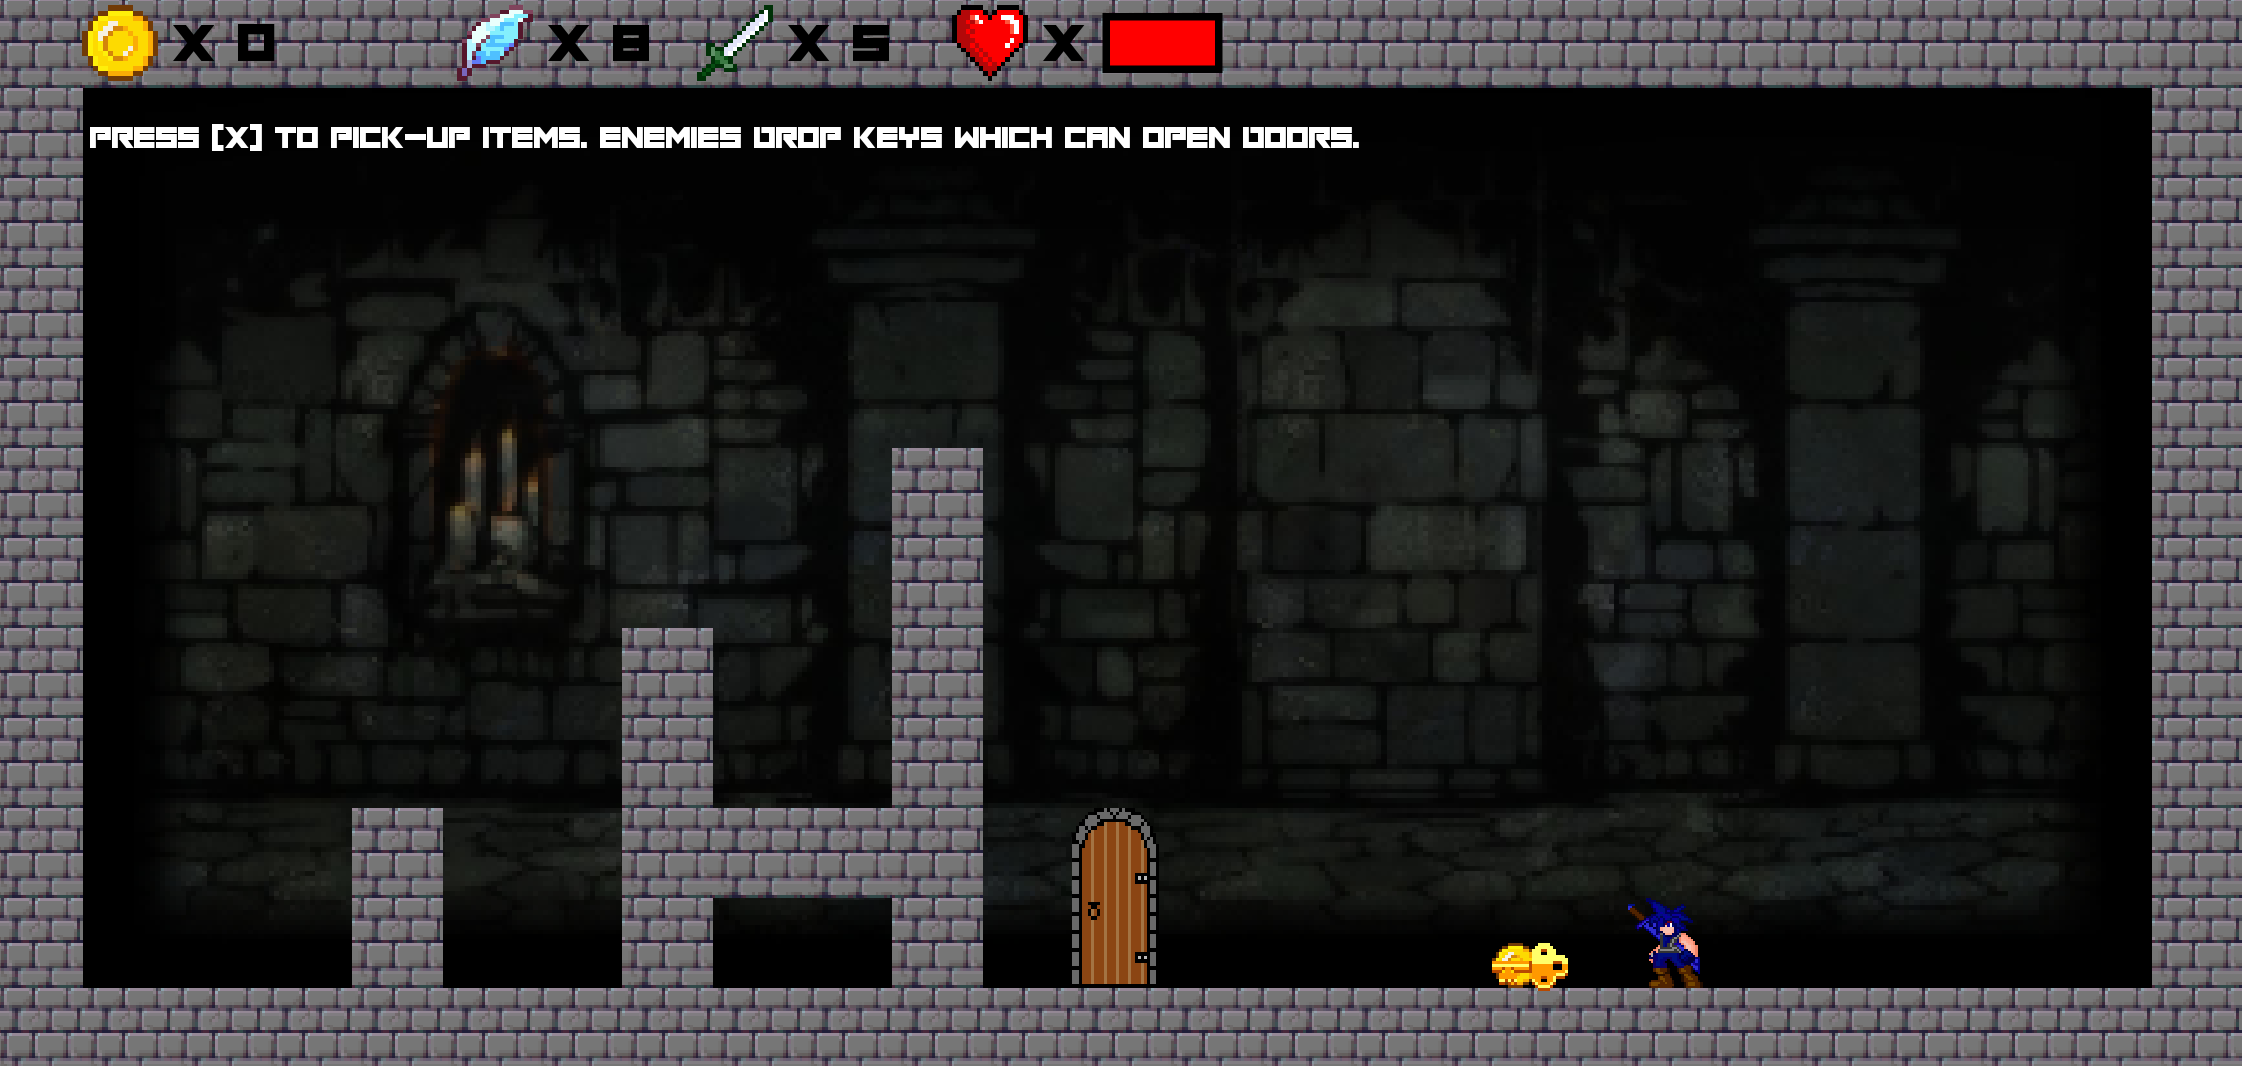 X 0 X 8 X 5 X
PRESS [X] TO PICK-UP ITEMS. ENEMIES DROP KEYS WHICH CAN OPEN DOORS.